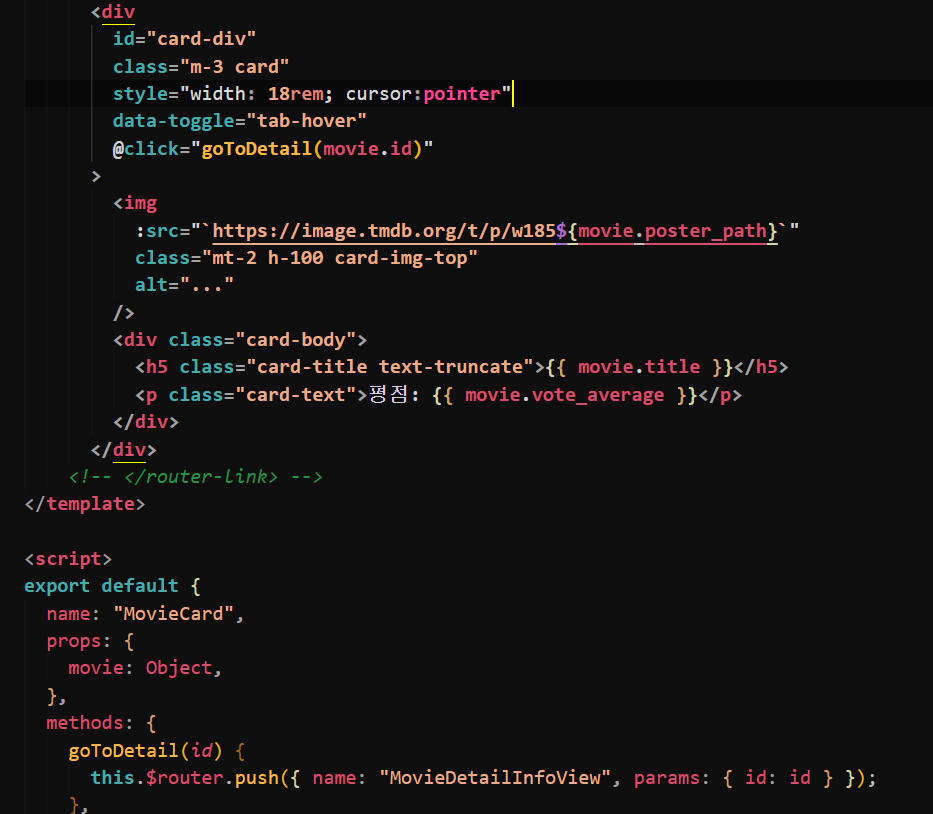 <div
id="card-div"
class="m-3 card"
style="width: 18rem; cursor:pointer"
data-toggle="tab-hover"
@click="goToDetail(movie.id)"
>
<img
:src="`https://image.tmdb.org/t/p/w185${movie.poster_path}`"
class="mt-2 h-100 card-img-top"
alt="..."
/>
<div class="card-body">
<h5 class="card-title text-truncate">{{ movie.title }}</h5>
<p class="card-text">평점: {{ movie.vote_average }}</p>
</div>
</div>
<!-- </router-link> -->
</template>
<script>
export default {
name: "MovieCard",
props: {
movie: Object,
},
methods: {
goToDetail(id) {
this.$router.push({ name: "MovieDetailInfoView", params: { id: id } });
},